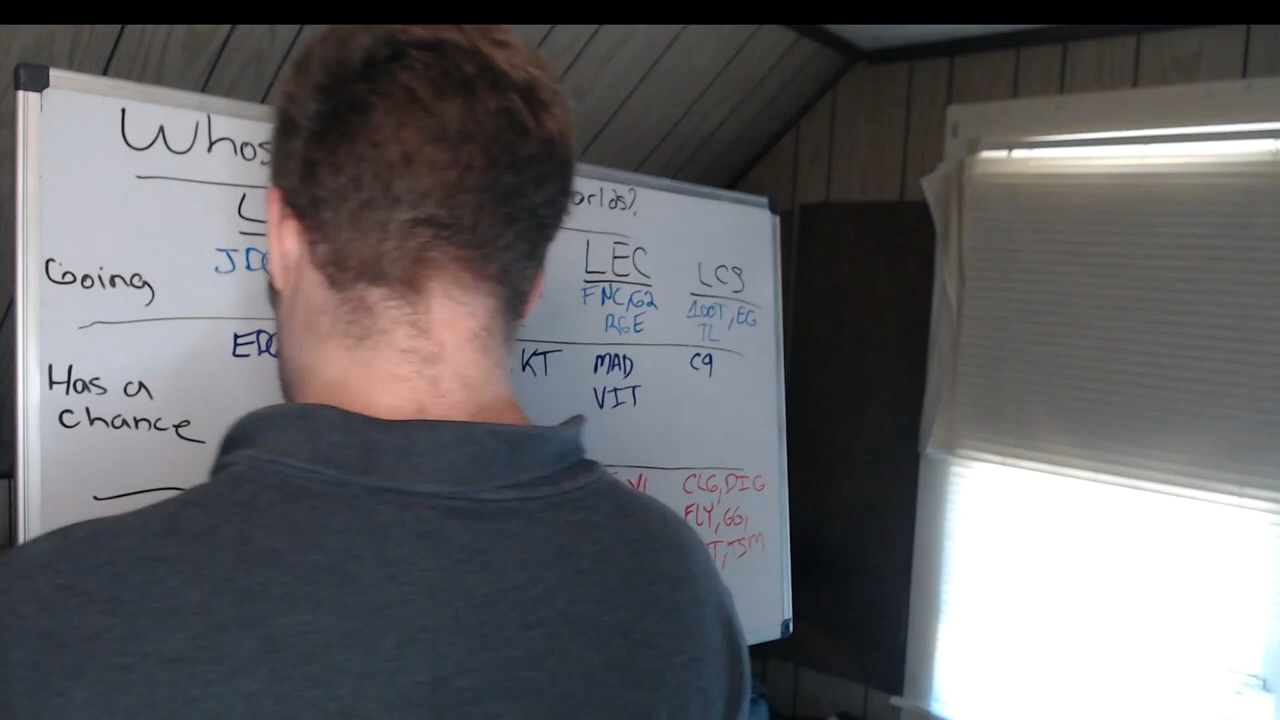 Whos orlds?
L LEC LCS
Going JD FNC, G2 100T, EG
RGE TL
ED KT MAD C9
Has a VIT
chance
CLG, DIG
FLY, GG,
T, TSM